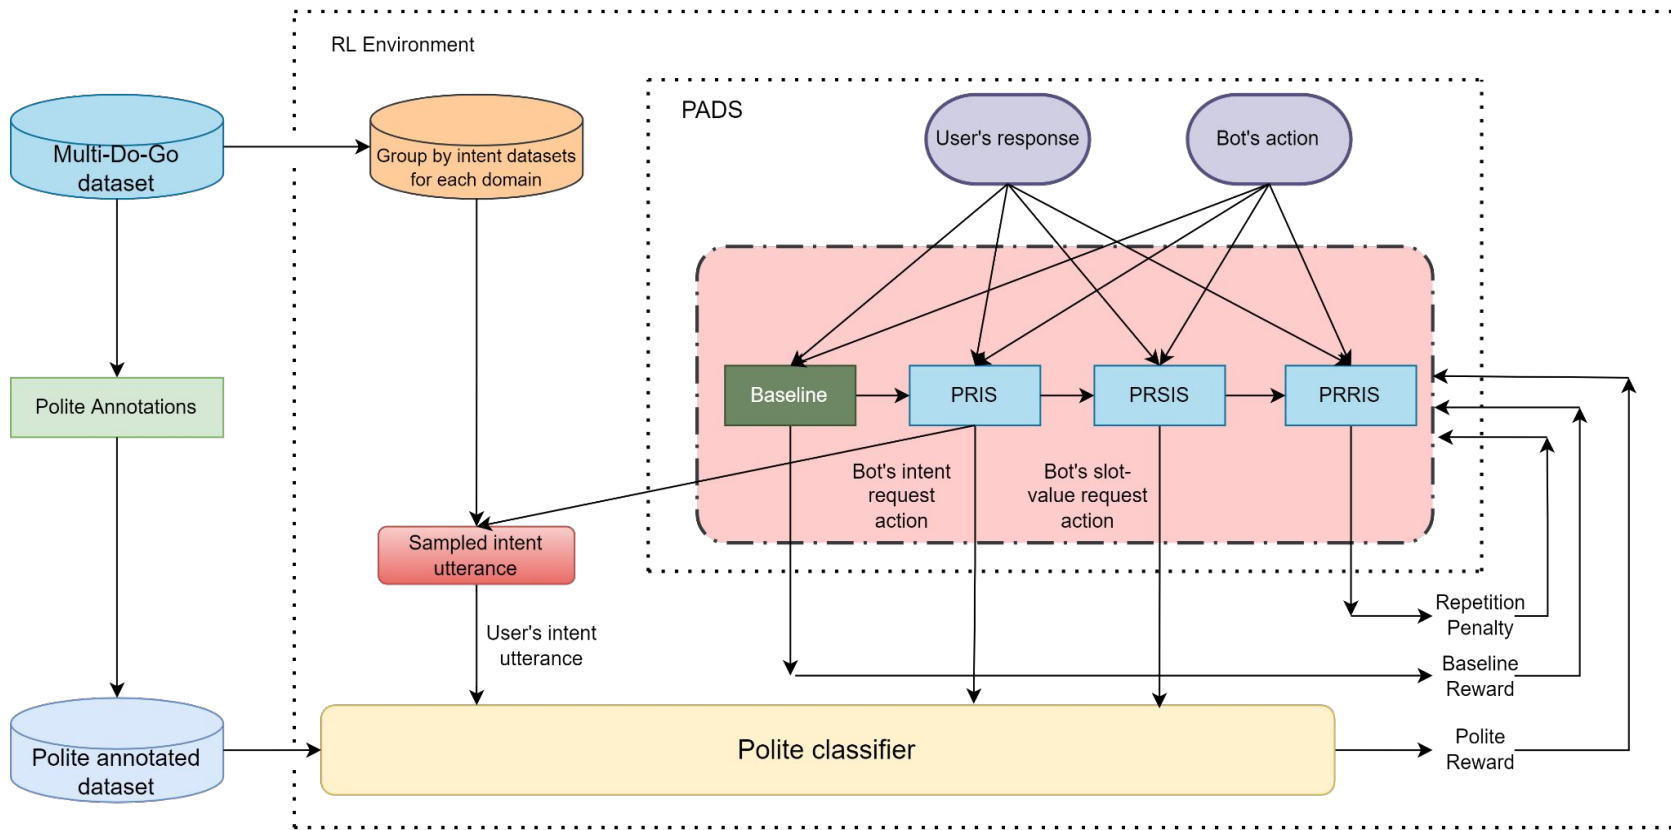 RL Environment
PADS
Multi-Do-Go
dataset
Group by intent datasets
for each domain
User's response
Bot's action
Polite Annotations
Baseline
PRIS
PRSIS
PRRIS
Bot's intent
request
action
Bot's slot-
value request
action
Sampled intent
utterance
User's intent
utterance
Repetition
Penalty
Baseline
Reward
Polite annotated
dataset
Polite classifier
Polite
Reward